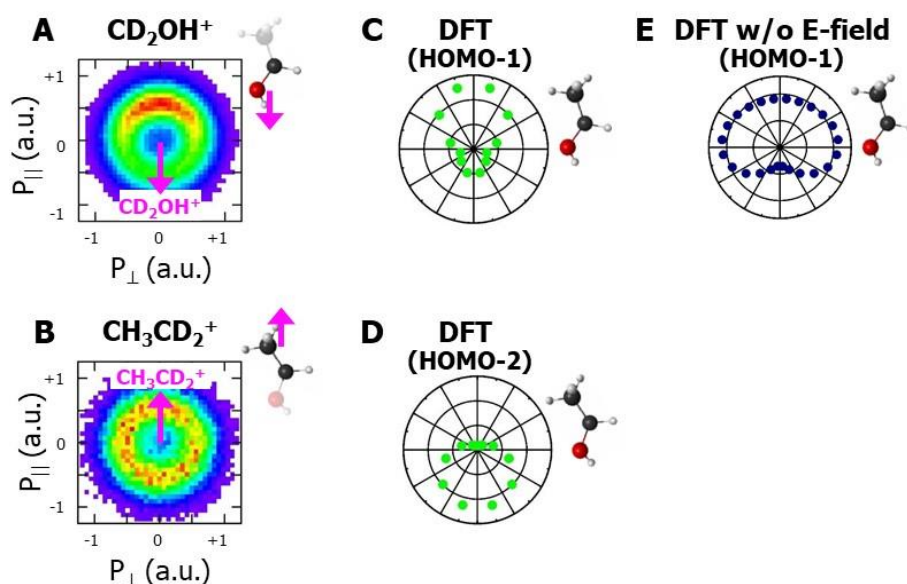 A CD₂OH⁺
P|| (a.u.)
+1
0
-1
CD₂OH⁺
-1 0 +1
P⊥ (a.u.)
C DFT
(HOMO-1)
E DFT w/o E-field
(HOMO-1)
B CH₃CD₂⁺
P|| (a.u.)
+1
0
-1
CH₃CD₂⁺
-1 0 +1
P⊥ (a.u.)
D DFT
(HOMO-2)